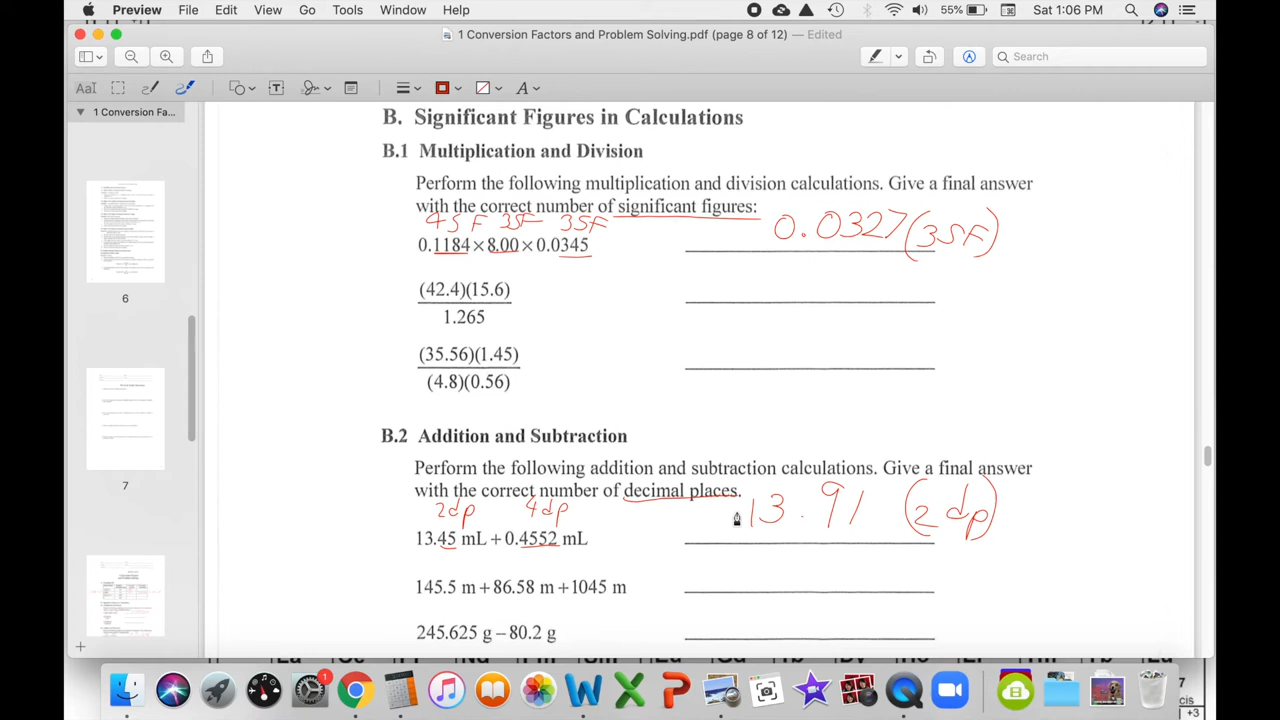 Preview File Edit View Go Tools Window Help 55% Sat 1:06 PM
1 Conversion Factors and Problem Solving.pdf (page 8 of 12) — Edited
Search
1 Conversion Fa...
6
7
B. Significant Figures in Calculations
B.1 Multiplication and Division
Perform the following multiplication and division calculations. Give a final answer
with the correct number of significant figures:
4SF 3SF 3SF
0.1184 × 8.00 × 0.0345 0.0327 (3SF)
(42.4)(15.6)
1.265
(35.56)(1.45)
(4.8)(0.56)
B.2 Addition and Subtraction
Perform the following addition and subtraction calculations. Give a final answer
with the correct number of decimal places.
2dp 4dp
13.45 mL + 0.4552 mL 13.91 (2 dp)
145.5 m + 86.58 m + 1045 m
245.625 g – 80.2 g